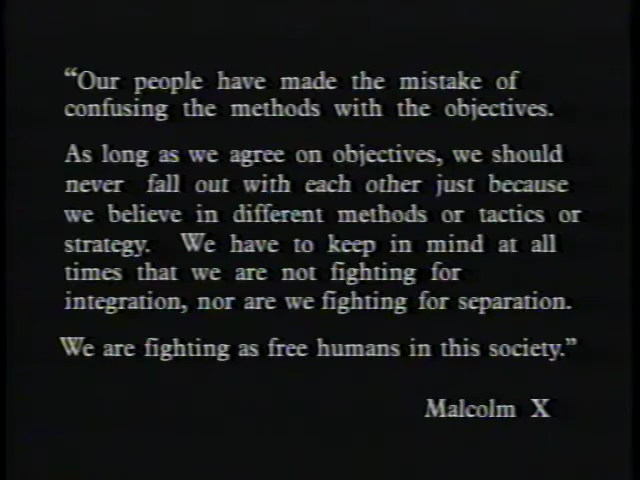 “Our people have made the mistake of
confusing the methods with the objectives.
As long as we agree on objectives, we should
never fall out with each other just because
we believe in different methods or tactics or
strategy. We have to keep in mind at all
times that we are not fighting for
integration, nor are we fighting for separation.
We are fighting as free humans in this society.”
Malcolm X